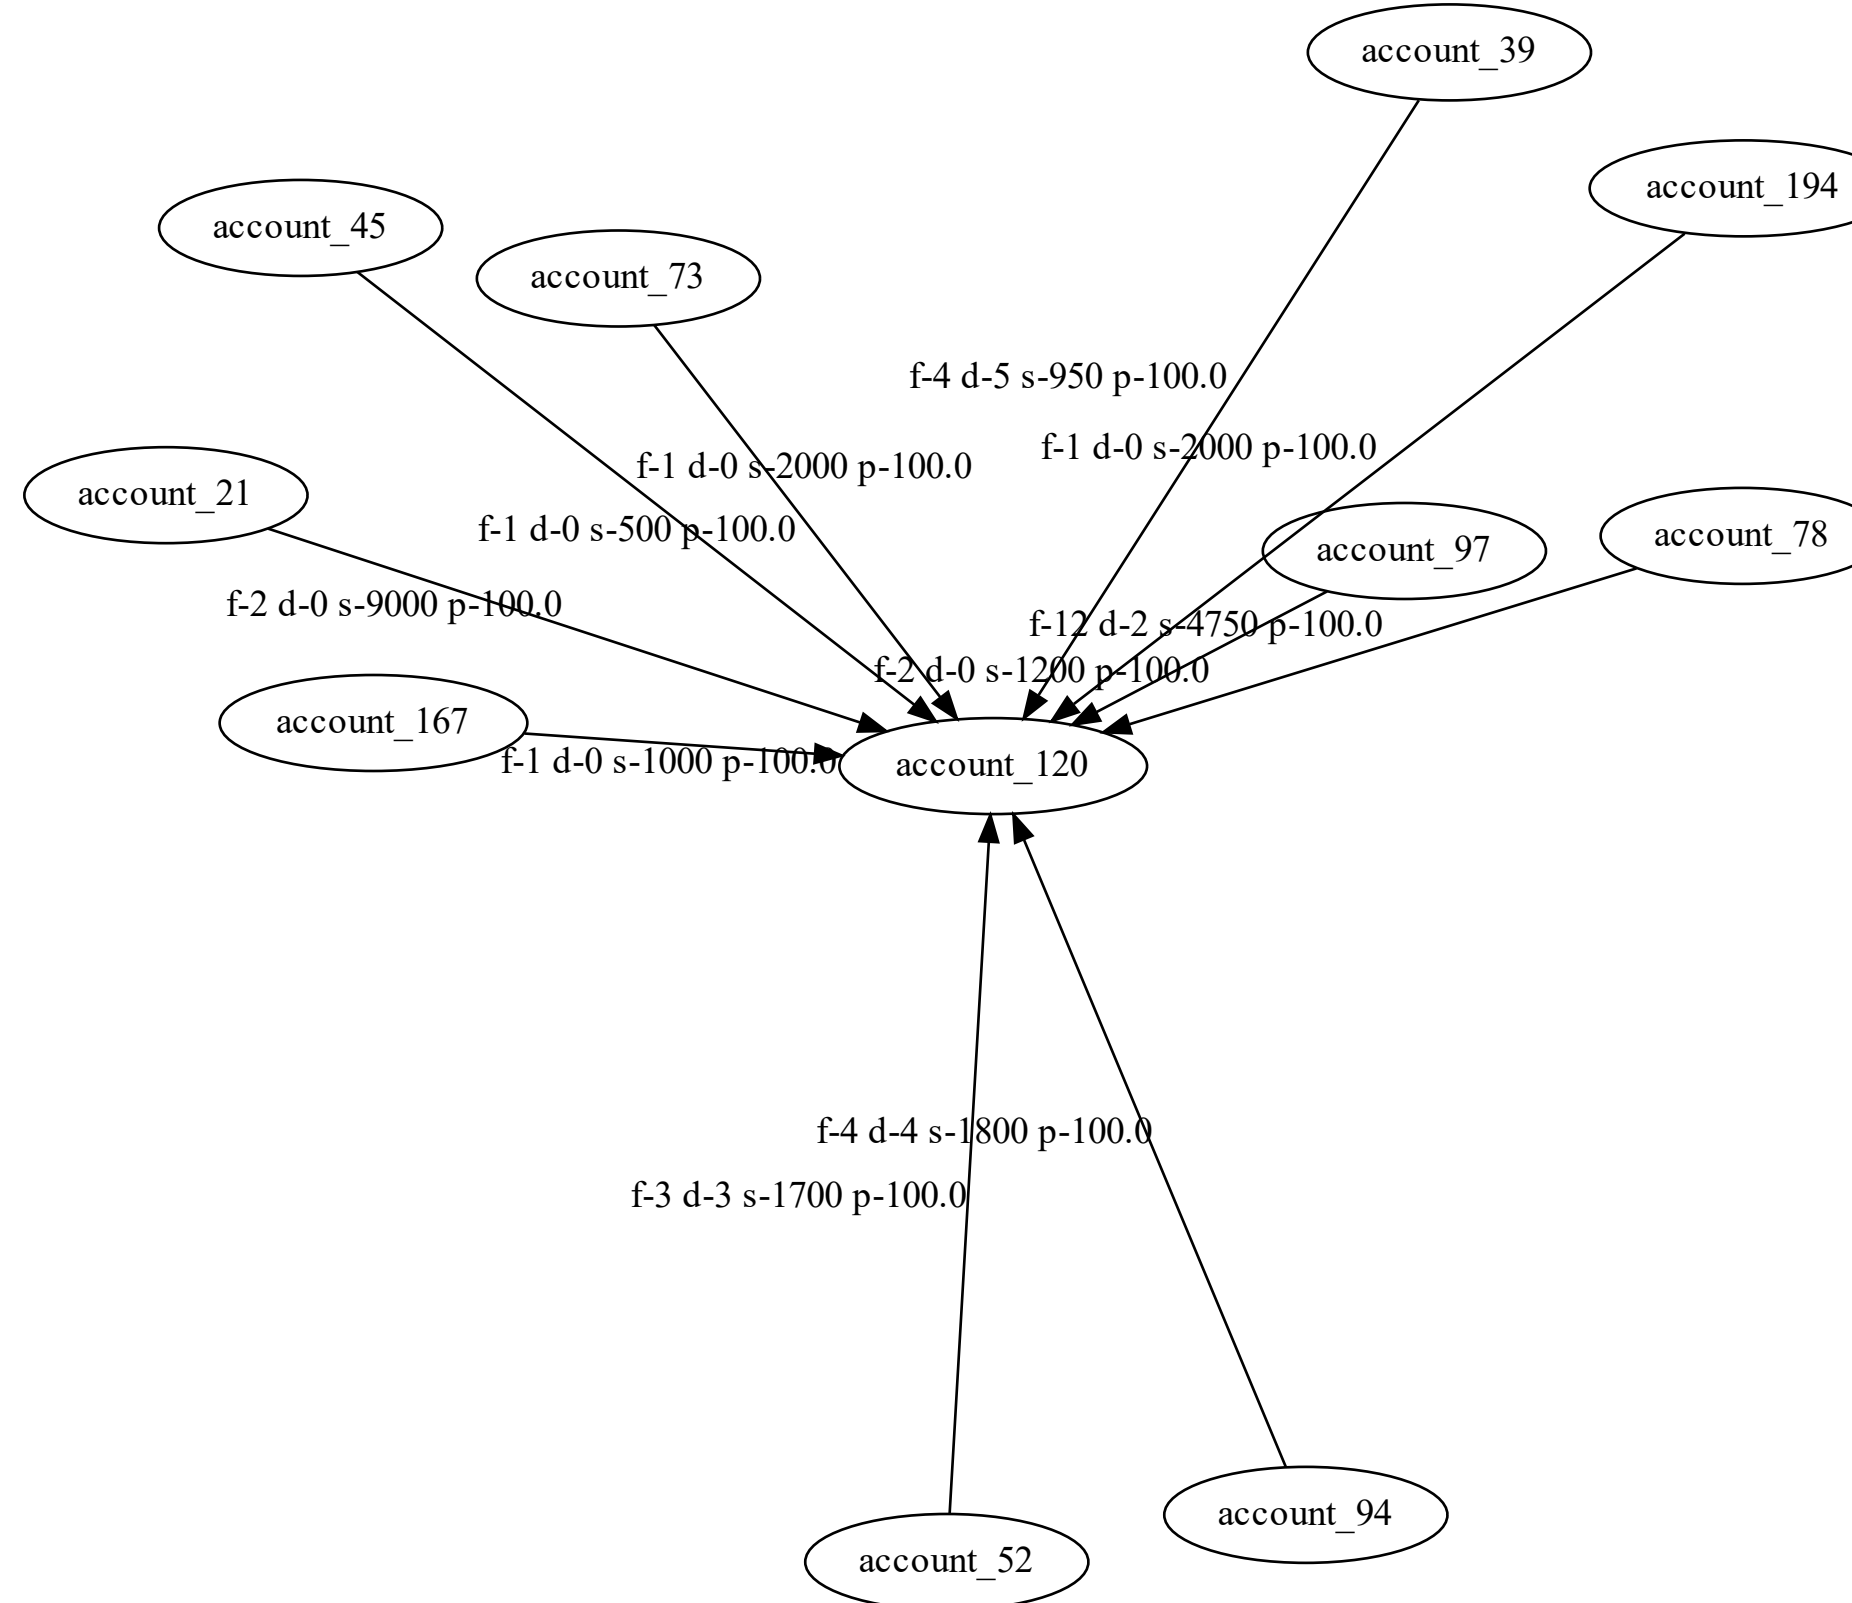 account_39
account_194
account_45
account_73
f-4 d-5 s-950 p-100.0
f-1 d-0 s-2000 p-100.0
f-1 d-0 s-2000 p-100.0
account_21
f-1 d-0 s-500 p-100.0
account_97
account_78
f-2 d-0 s-9000 p-100.0
f-12 d-2 s-4750 p-100.0
f-2 d-0 s-1200 p-100.0
account_167
f-1 d-0 s-1000 p-100.0
account_120
f-4 d-4 s-1800 p-100.0
f-3 d-3 s-1700 p-100.0
account_94
account_52